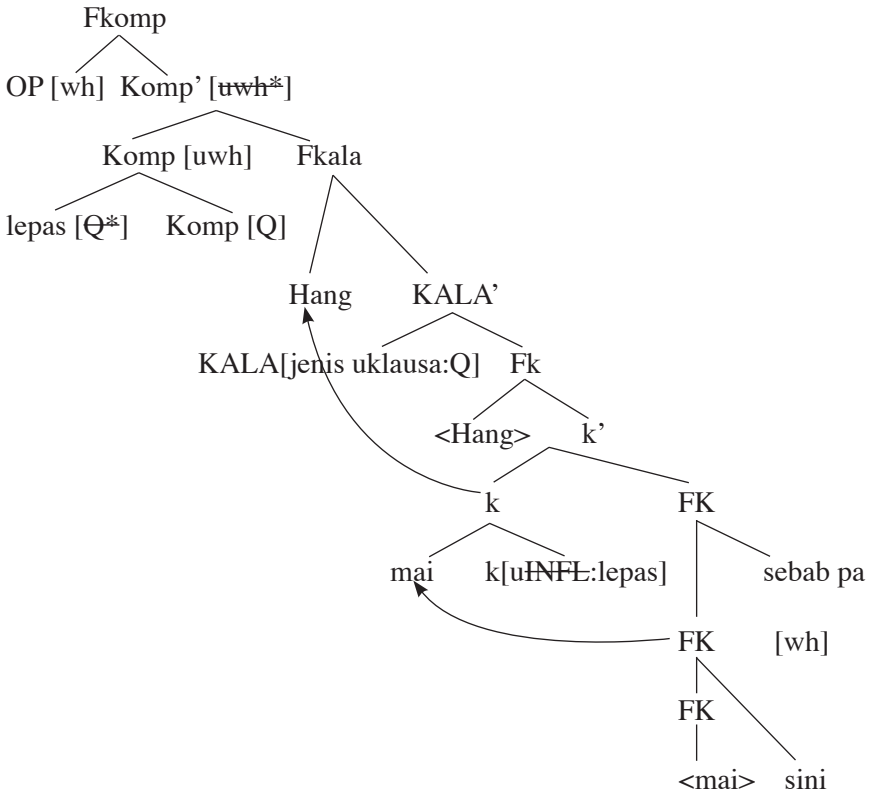 Fkomp
OP [wh] Komp’ [uwh*]
Komp [uwh] Fkala
lepas [Q*] Komp [Q]
Hang KALA’
KALA[jenis uklausa:Q] Fk
<Hang> k’
k FK
mai k[uINFL:lepas] sebab pa
FK [wh]
FK
<mai> sini